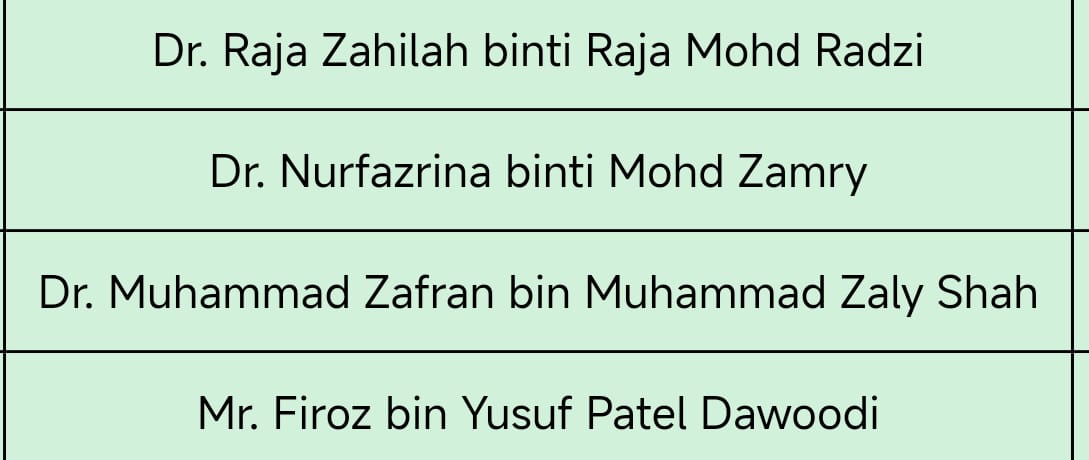 Dr. Raja Zahilah binti Raja Mohd Radzi
Dr. Nurfazrina binti Mohd Zamry
Dr. Muhammad Zafran bin Muhammad Zaly Shah
Mr. Firoz bin Yusuf Patel Dawoodi